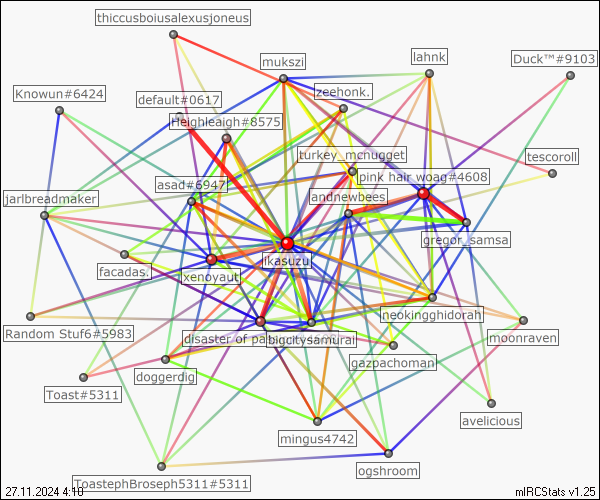 thiccusboiusalexusjoneus
mukszi
lahnk
Duck™#9103
Knowun#6424
default#0617
zeehonk.
Heighleaigh#8575
turkey_mcnugget
tescoroll
pink hair woag#4608
asad#6947
jarlbreadmaker
andnewbees
gregor_samsa
facadas.
xenoyaut
ikasuzu
neokingghidorah
Random Stuf6#5983
disaster of pa
bigcitysamurai
moonraven
gazpachoman
doggerdig
Toast#5311
avelicious
mingus4742
ogshroom
ToastephBroseph5311#5311
27.11.2024 4:10
mIRCStats v1.25